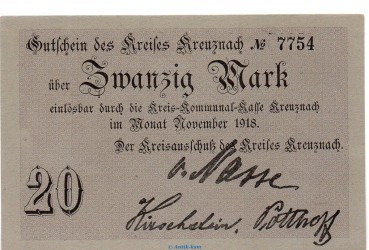 Gutschein des Kreises Kreuznach № 7754
über Zwanzig Mark
einlösbar durch die Kreis-Kommunal-Kasse Kreuznach
im Monat November 1918.
Der Kreisausschuß des Kreises Kreuznach.
v. Nasse
20
Hirschstein, Potthoff